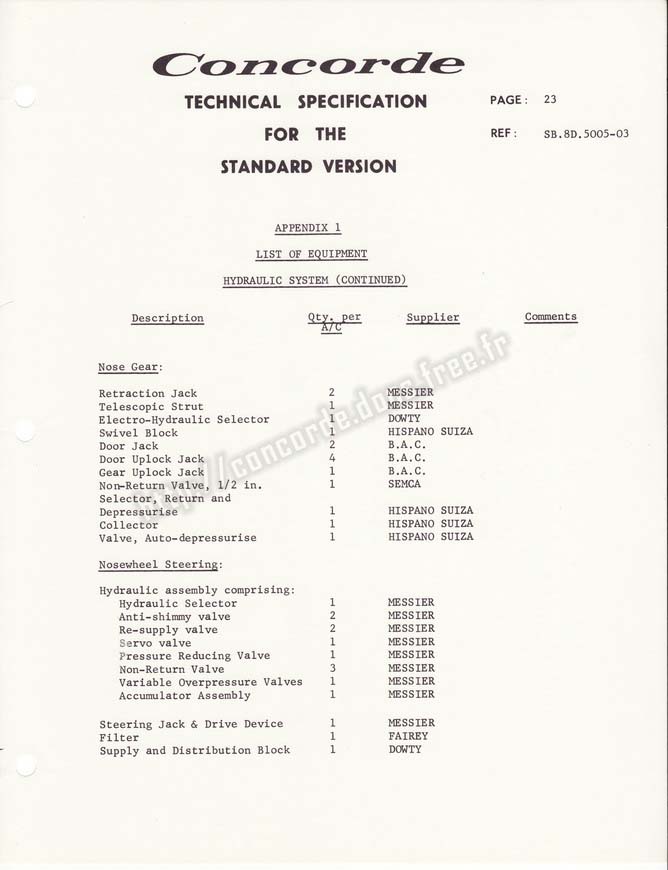 Concorde
TECHNICAL SPECIFICATION PAGE: 23
FOR THE REF: SB.8D.5005-03
STANDARD VERSION
APPENDIX 1
LIST OF EQUIPMENT
HYDRAULIC SYSTEM (CONTINUED)
Description Qty. per A/C Supplier Comments
Nose Gear:
Retraction Jack 2 MESSIER
Telescopic Strut 1 MESSIER
Electro-Hydraulic Selector 1 DOWTY
Swivel Block 1 HISPANO SUIZA
Door Jack 2 B.A.C.
Door Uplock Jack 4 B.A.C.
Gear Uplock Jack 1 B.A.C.
Non-Return Valve, 1/2 in. 1 SEMCA
Selector, Return and
Depressurise 1 HISPANO SUIZA
Collector 1 HISPANO SUIZA
Valve, Auto-depressurise 1 HISPANO SUIZA
Nosewheel Steering:
Hydraulic assembly comprising:
Hydraulic Selector 1 MESSIER
Anti-shimmy valve 2 MESSIER
Re-supply valve 2 MESSIER
Servo valve 1 MESSIER
Pressure Reducing Valve 1 MESSIER
Non-Return Valve 3 MESSIER
Variable Overpressure Valves 1 MESSIER
Accumulator Assembly 1 MESSIER
Steering Jack & Drive Device 1 MESSIER
Filter 1 FAIREY
Supply and Distribution Block 1 DOWTY
http://concorde.docs.free.fr